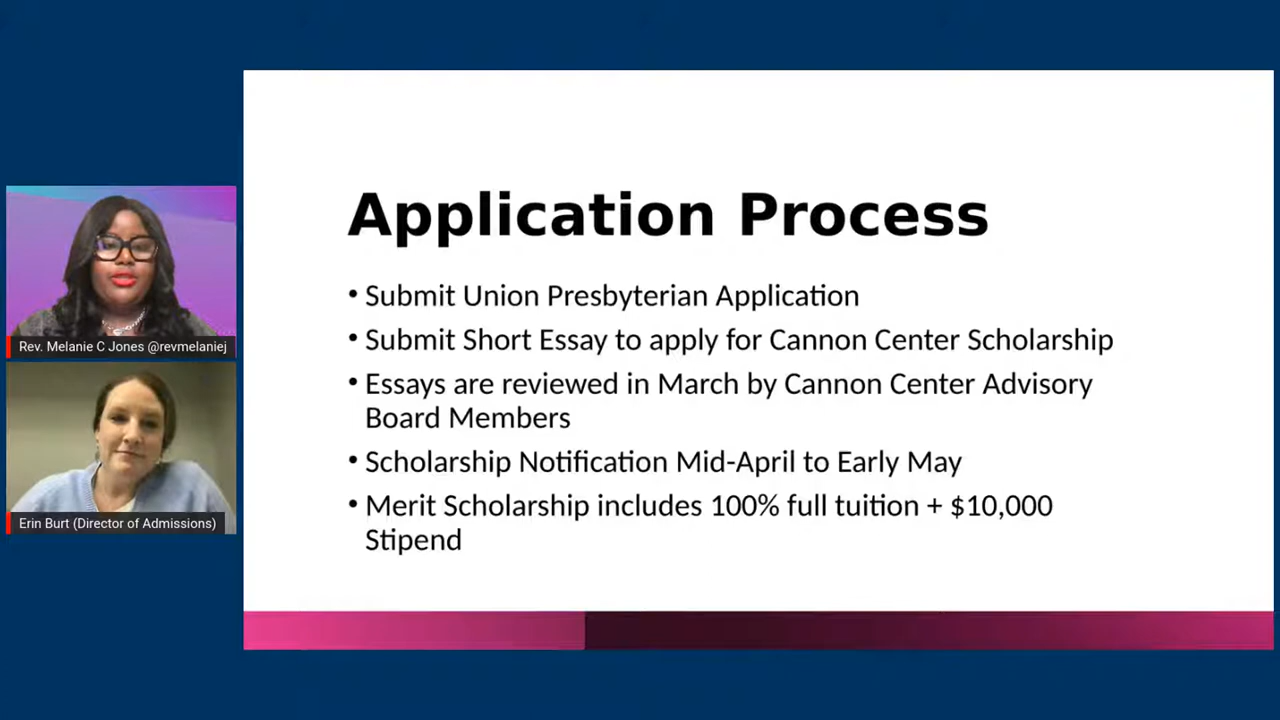 Application Process
• Submit Union Presbyterian Application
• Submit Short Essay to apply for Cannon Center Scholarship
• Essays are reviewed in March by Cannon Center Advisory
Board Members
• Scholarship Notification Mid-April to Early May
• Merit Scholarship includes 100% full tuition + $10,000
Stipend
Rev. Melanie C Jones @revmelaniej
Erin Burt (Director of Admissions)